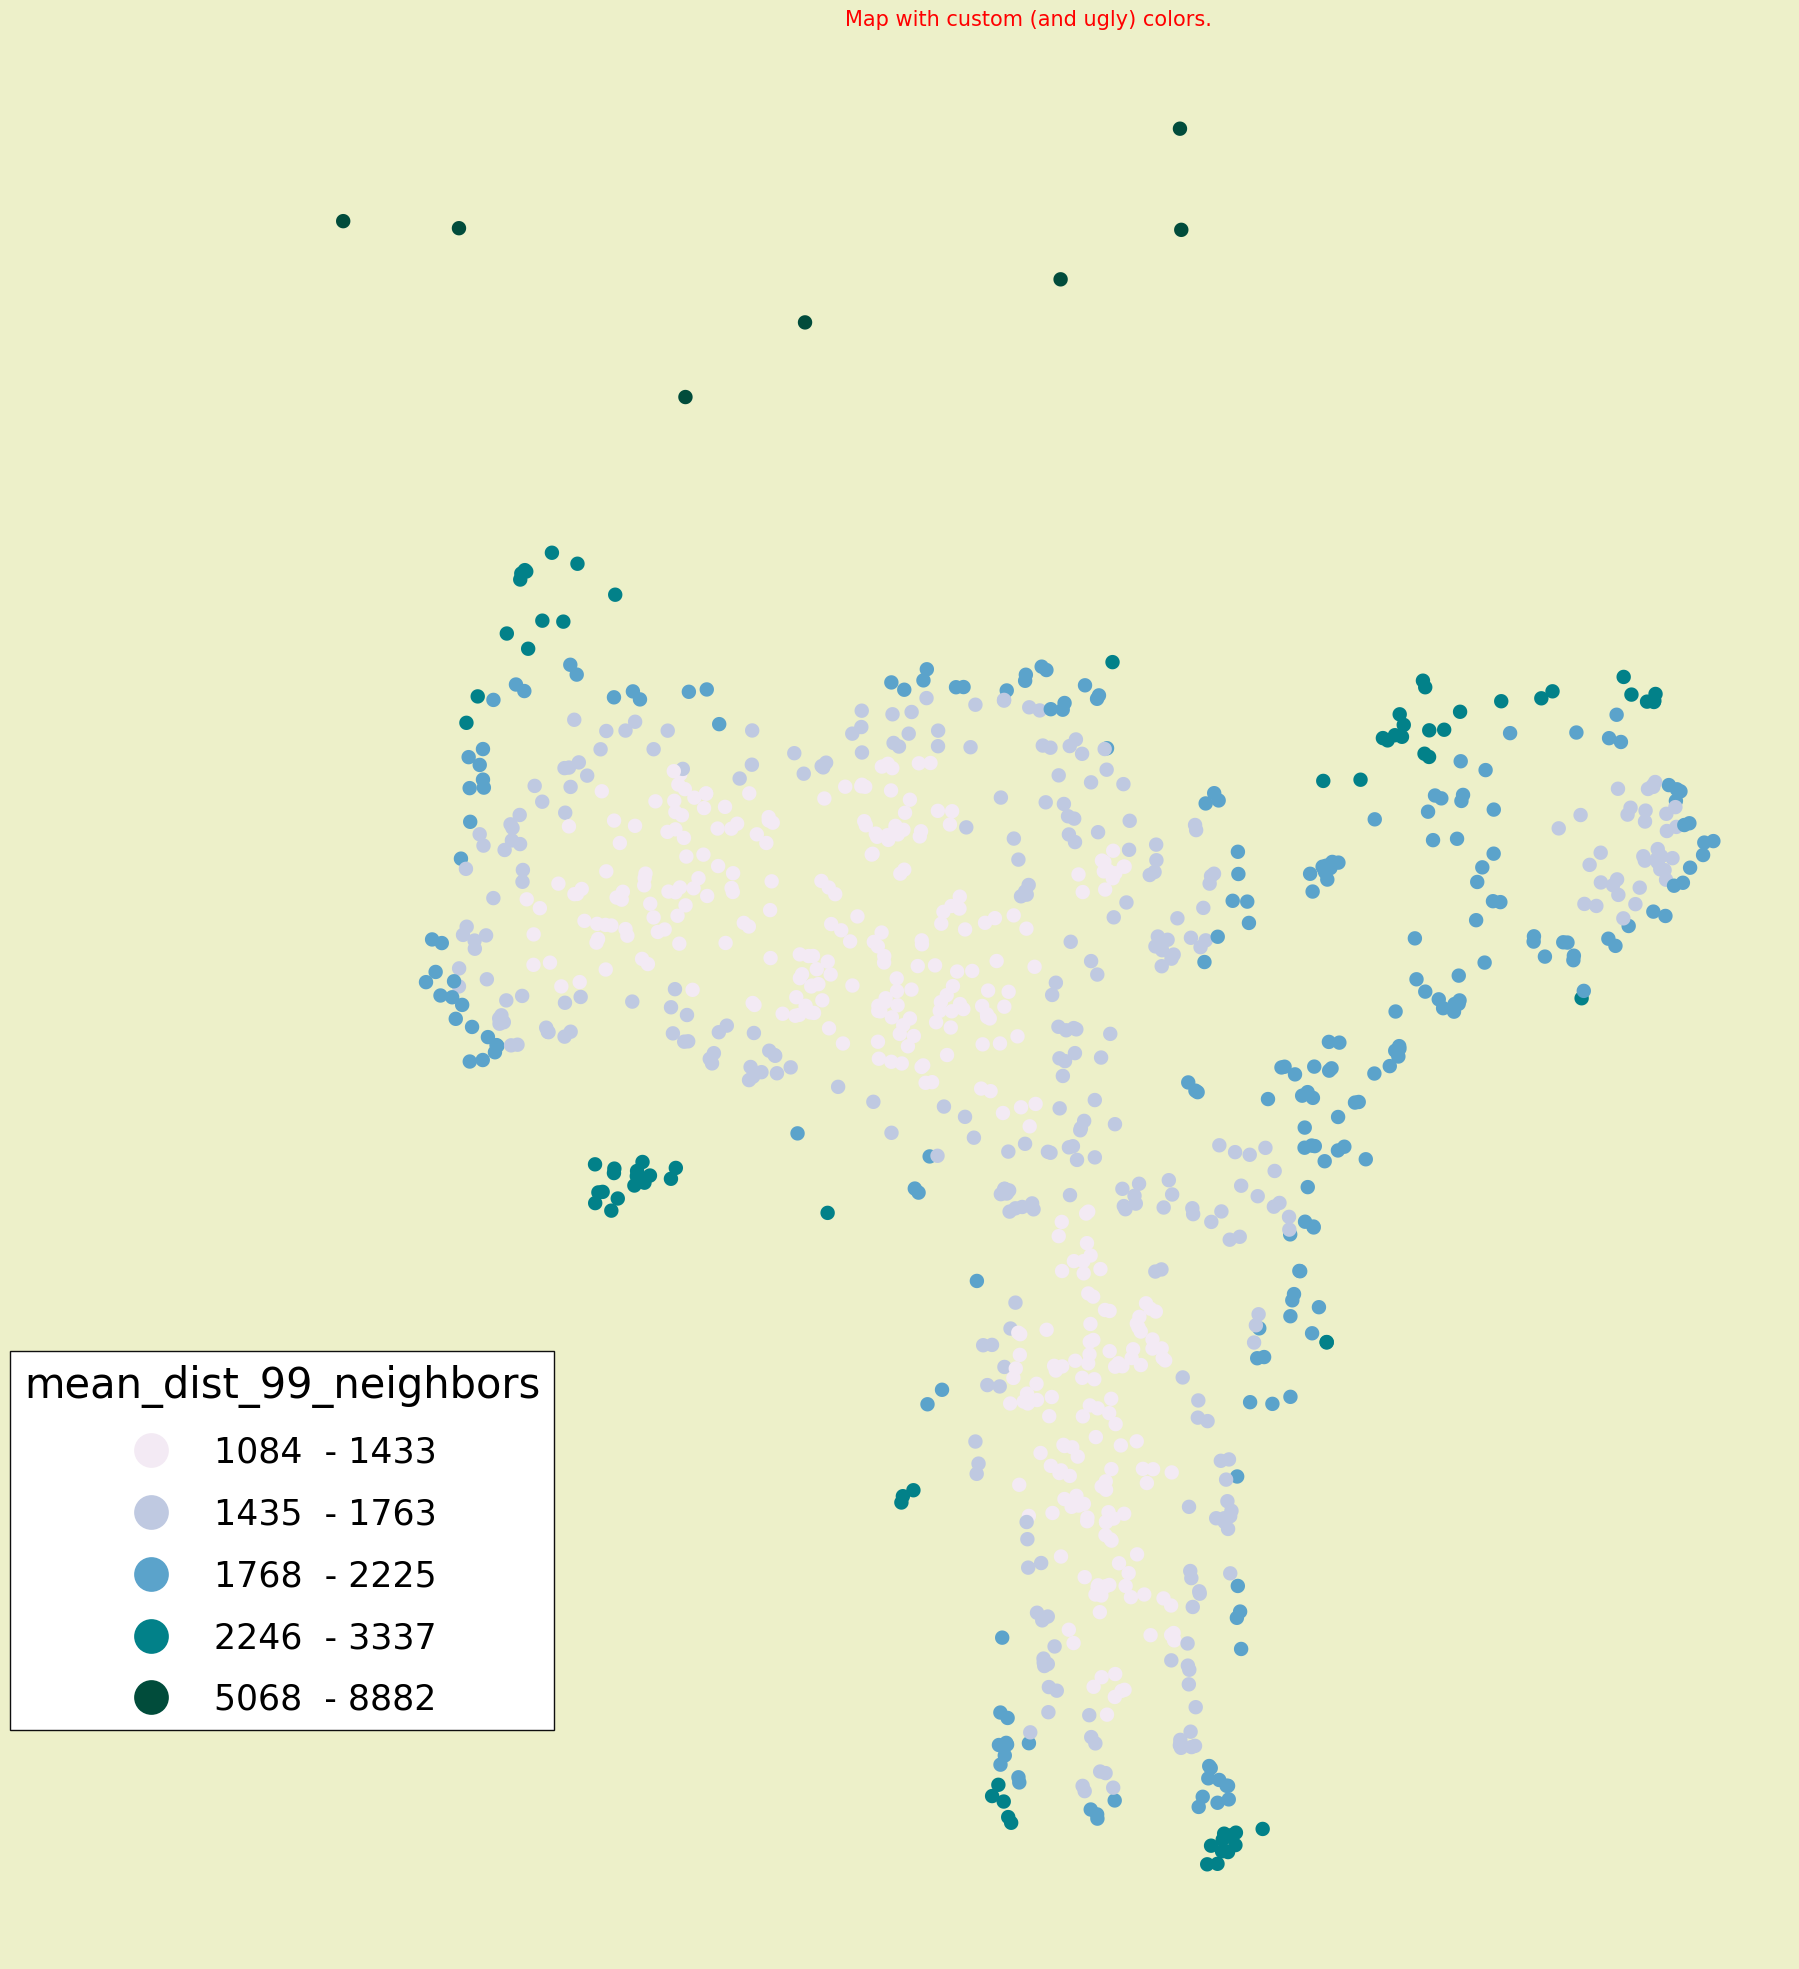 Map with custom (and ugly) colors.
mean_dist_99_neighbors
1084 - 1433
1435 - 1763
1768 - 2225
2246 - 3337
5068 - 8882